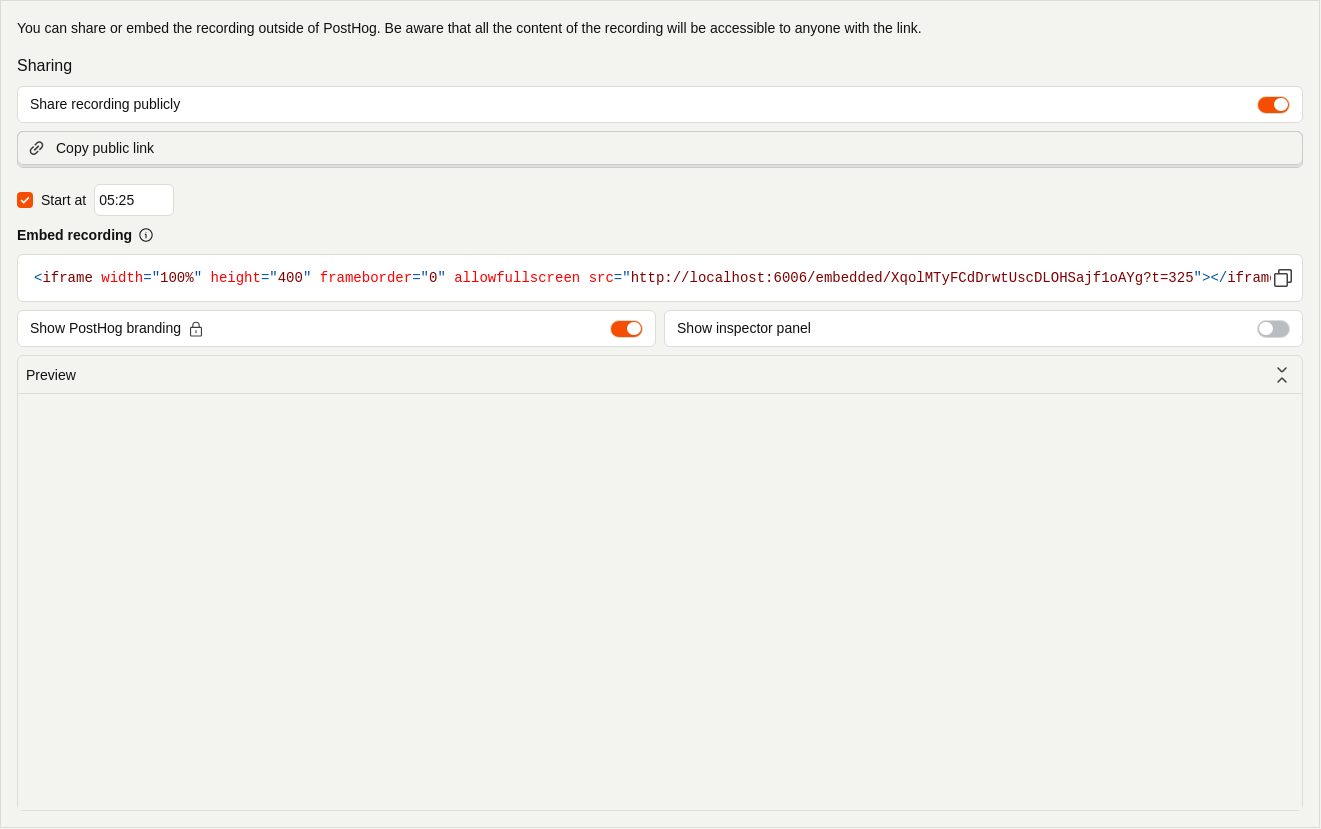 You can share or embed the recording outside of PostHog. Be aware that all the content of the recording will be accessible to anyone with the link.
Sharing
Share recording publicly
Copy public link
Start at 05:25
Embed recording
<iframe width="100%" height="400" frameborder="0" allowfullscreen src="http://localhost:6006/embedded/XqolMTyFCdDrwtUscDLOHSajf1oAYg?t=325"></iframe
Show PostHog branding
Show inspector panel
Preview